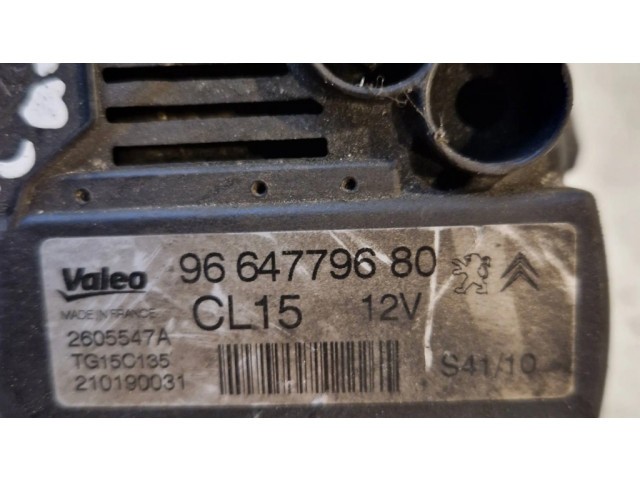 Valeo 96 647796 80
MADE IN FRANCE CL15 12V
2605547A
TG15C135 S41/10
210190031